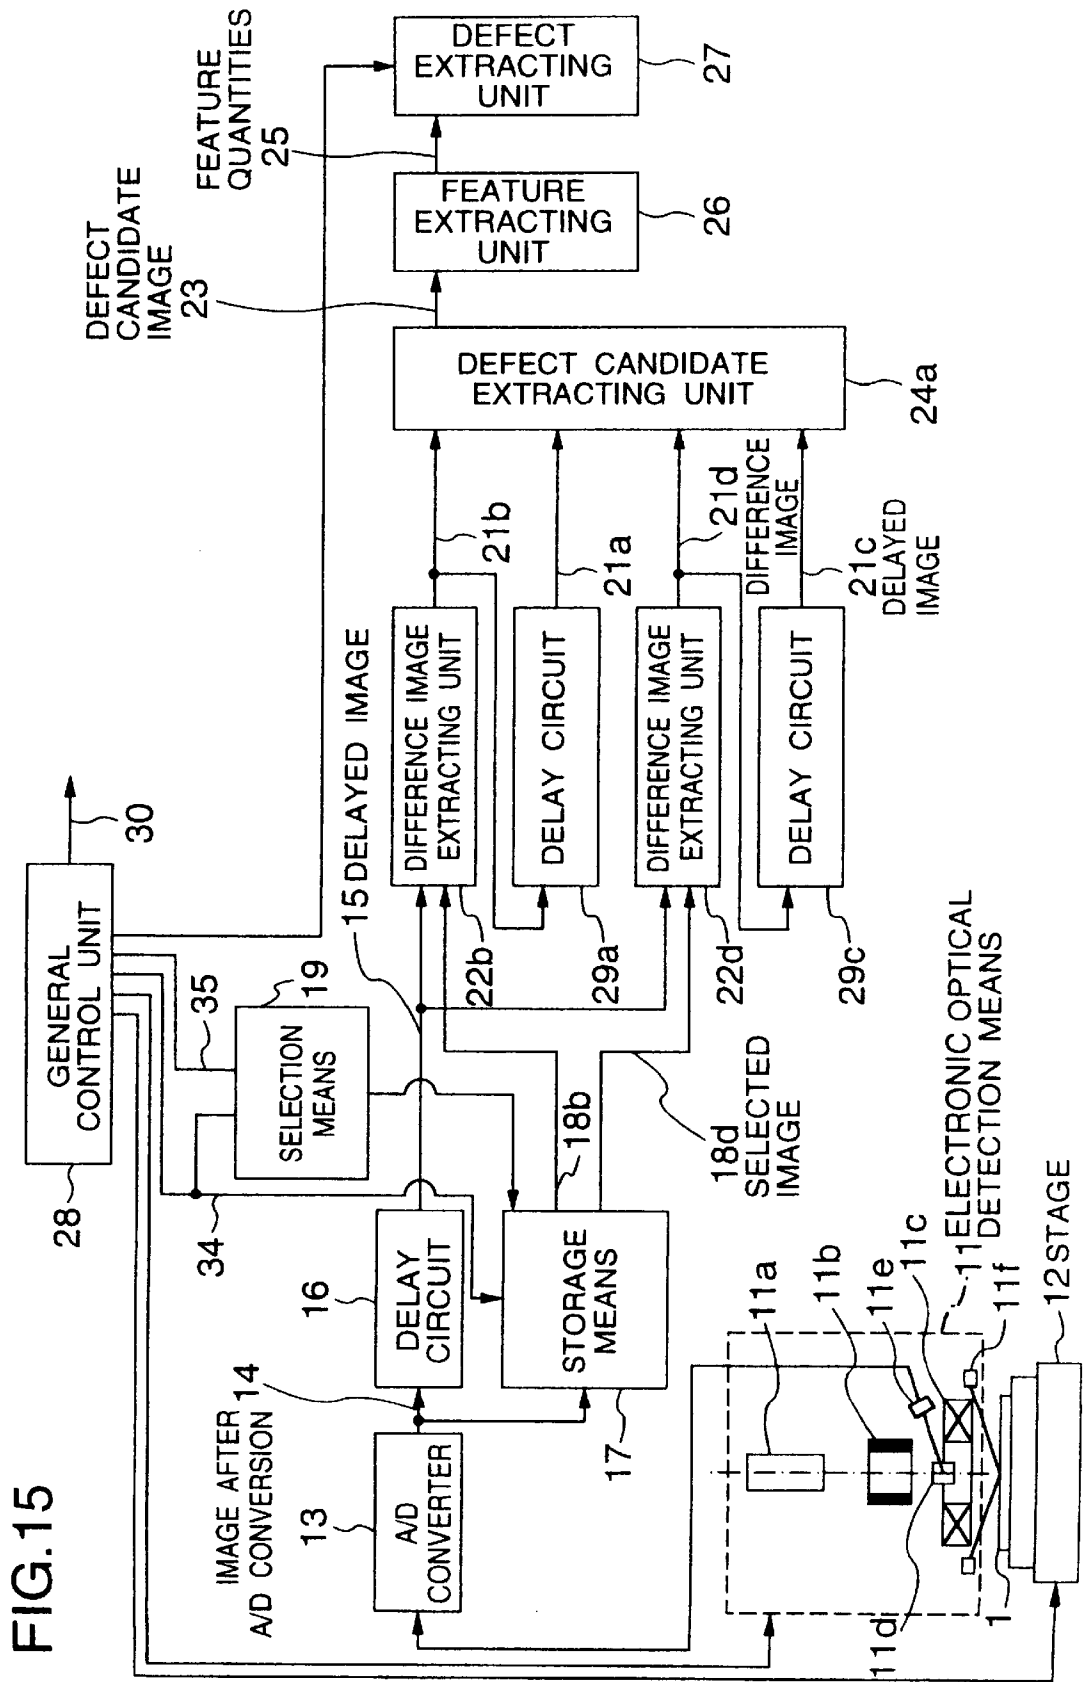 FIG.15
28
GENERAL
CONTROL UNIT
30
34
35
19
SELECTION
MEANS
DEFECT
CANDIDATE
IMAGE
23
FEATURE
QUANTITIES
25
IMAGE AFTER
A/D CONVERSION
14
13
A/D
CONVERTER
16
DELAY
CIRCUIT
15 DELAYED IMAGE
17
STORAGE
MEANS
18b
18d
SELECTED
IMAGE
DIFFERENCE IMAGE
EXTRACTING UNIT
22b
21b
DELAY CIRCUIT
29a
21a
DIFFERENCE IMAGE
EXTRACTING UNIT
22d
21d
DIFFERENCE
IMAGE
DELAY CIRCUIT
29c
21c
DELAYED
IMAGE
DEFECT CANDIDATE
EXTRACTING UNIT
24a
FEATURE
EXTRACTING
UNIT
26
DEFECT
EXTRACTING
UNIT
27
11a
11b
11e
11c
11 ELECTRONIC OPTICAL
DETECTION MEANS
11f
11d
1
12 STAGE